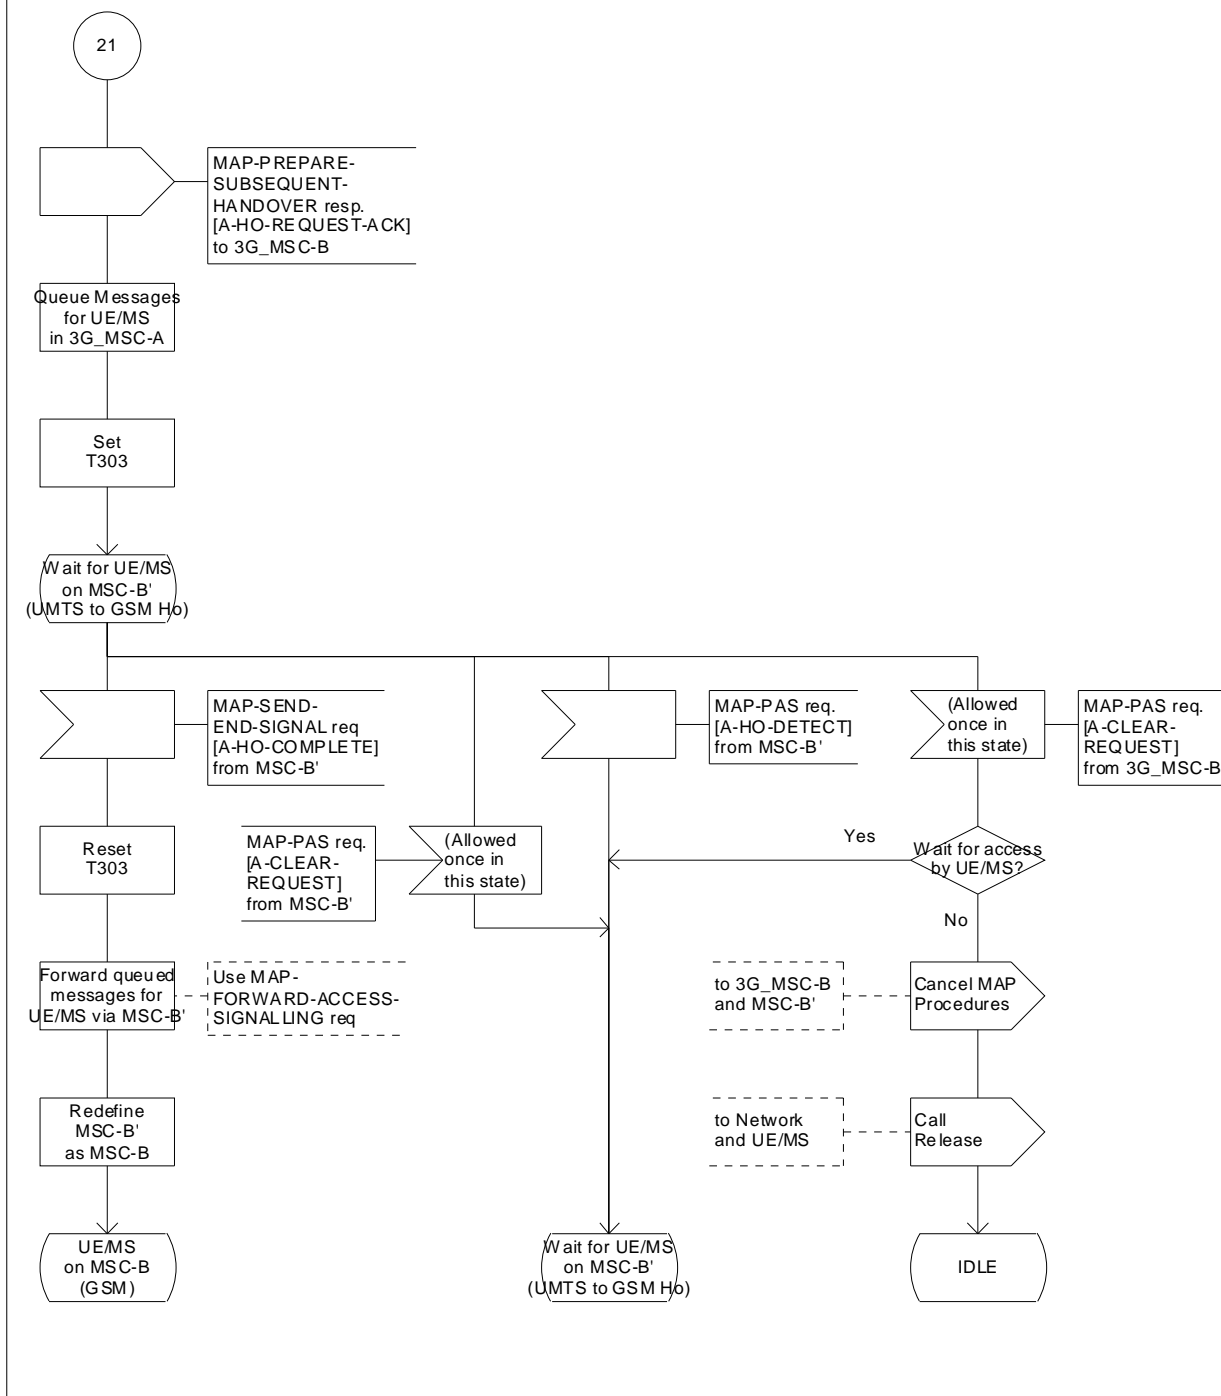 21
MAP-PREPARE-
SUBSEQUENT-
HANDOVER resp.
[A-HO-REQUEST-ACK]
to 3G_MSC-B
Queue Messages
for UE/MS
in 3G_MSC-A
Set
T303
Wait for UE/MS
on MSC-B'
(UMTS to GSM Ho)
MAP-SEND-
END-SIGNAL req
[A-HO-COMPLETE]
from MSC-B'
MAP-PAS req.
[A-HO-DETECT]
from MSC-B'
(Allowed
once in
this state)
MAP-PAS req.
[A-CLEAR-
REQUEST]
from 3G_MSC-B
Reset
T303
MAP-PAS req.
[A-CLEAR-
REQUEST]
from MSC-B'
(Allowed
once in
this state)
Yes
Wait for access
by UE/MS?
No
Forward queued
messages for
UE/MS via MSC-B'
Use MAP-
FORWARD-ACCESS-
SIGNALLING req
to 3G_MSC-B
and MSC-B'
Cancel MAP
Procedures
Redefine
MSC-B'
as MSC-B
to Network
and UE/MS
Call
Release
UE/MS
on MSC-B
(GSM)
Wait for UE/MS
on MSC-B'
(UMTS to GSM Ho)
IDLE